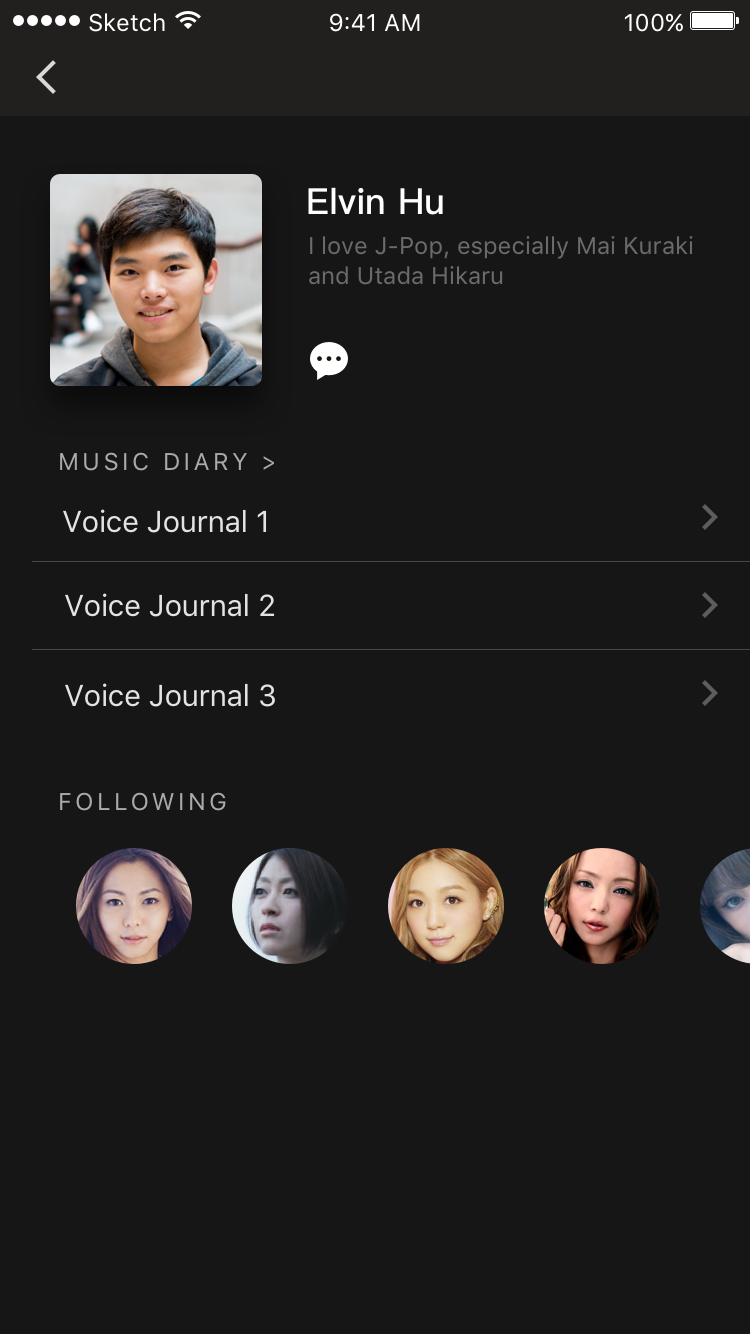 Sketch 9:41 AM 100%
Elvin Hu
I love J-Pop, especially Mai Kuraki
and Utada Hikaru
MUSIC DIARY >
Voice Journal 1
Voice Journal 2
Voice Journal 3
FOLLOWING